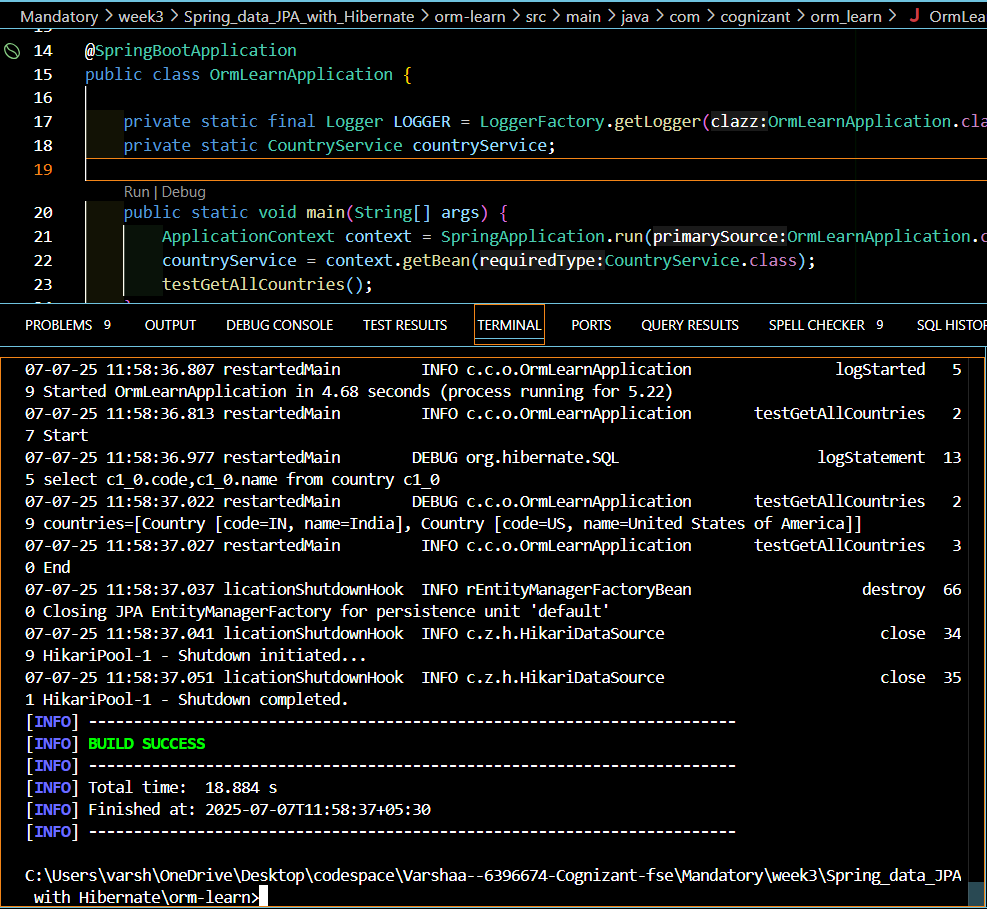 Mandatory > week3 > Spring_data_JPA_with_Hibernate > orm-learn > src > main > java > com > cognizant > orm_learn > J OrmLea
14 @SpringBootApplication
15 public class OrmLearnApplication {
16
17 private static final Logger LOGGER = LoggerFactory.getLogger(clazz:OrmLearnApplication.cla
18 private static CountryService countryService;
19
Run | Debug
20 public static void main(String[] args) {
21 ApplicationContext context = SpringApplication.run(primarySource:OrmLearnApplication.c
22 countryService = context.getBean(requiredType:CountryService.class);
23 testGetAllCountries();
PROBLEMS 9 OUTPUT DEBUG CONSOLE TEST RESULTS TERMINAL PORTS QUERY RESULTS SPELL CHECKER 9 SQL HISTOR
07-07-25 11:58:36.807 restartedMain INFO c.c.o.OrmLearnApplication logStarted 5
9 Started OrmLearnApplication in 4.68 seconds (process running for 5.22)
07-07-25 11:58:36.813 restartedMain INFO c.c.o.OrmLearnApplication testGetAllCountries 2
7 Start
07-07-25 11:58:36.977 restartedMain DEBUG org.hibernate.SQL logStatement 13
5 select c1_0.code,c1_0.name from country c1_0
07-07-25 11:58:37.022 restartedMain DEBUG c.c.o.OrmLearnApplication testGetAllCountries 2
9 countries=[Country [code=IN, name=India], Country [code=US, name=United States of America]]
07-07-25 11:58:37.027 restartedMain INFO c.c.o.OrmLearnApplication testGetAllCountries 3
0 End
07-07-25 11:58:37.037 licationShutdownHook INFO rEntityManagerFactoryBean destroy 66
0 Closing JPA EntityManagerFactory for persistence unit 'default'
07-07-25 11:58:37.041 licationShutdownHook INFO c.z.h.HikariDataSource close 34
9 HikariPool-1 - Shutdown initiated...
07-07-25 11:58:37.051 licationShutdownHook INFO c.z.h.HikariDataSource close 35
1 HikariPool-1 - Shutdown completed.
[INFO] ------------------------------------------------------------------------
[INFO] BUILD SUCCESS
[INFO] ------------------------------------------------------------------------
[INFO] Total time:  18.884 s
[INFO] Finished at: 2025-07-07T11:58:37+05:30
[INFO] ------------------------------------------------------------------------
C:\Users\varsh\OneDrive\Desktop\codespace\Varshaa--6396674-Cognizant-fse\Mandatory\week3\Spring_data_JPA
_with_Hibernate\orm-learn>